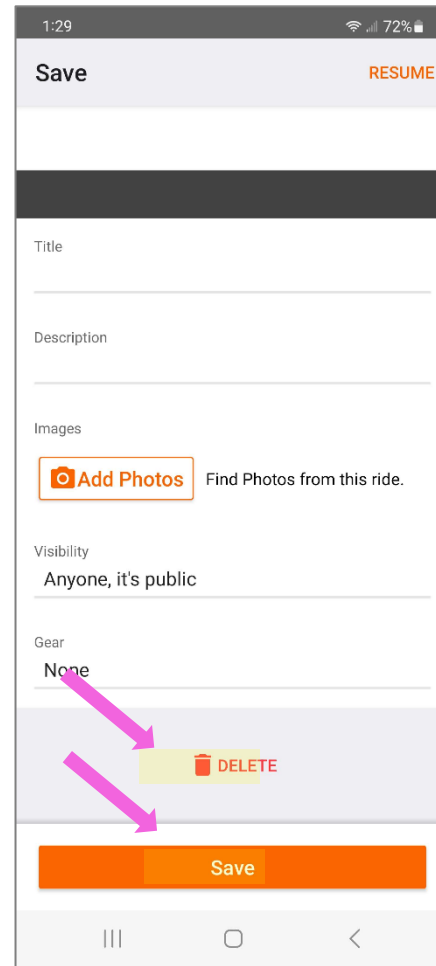 1:29 72%
Save RESUME
Title
Description
Images
Add Photos Find Photos from this ride.
Visibility
Anyone, it's public
Gear
None
DELETE
Save